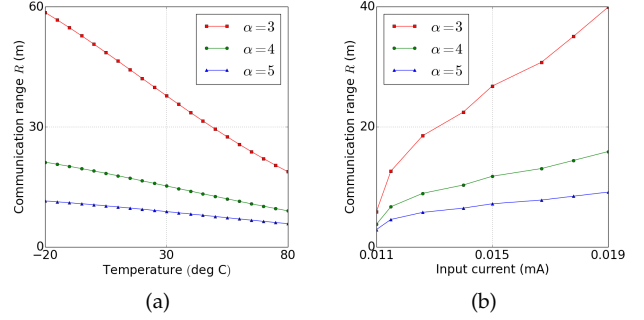 60
30
0
Communication range R (m)
α=3
α=4
α=5
−20
30
80
Temperature (deg C)
(a)
40
20
0
Communication range R (m)
α=3
α=4
α=5
0.011
0.015
0.019
Input current (mA)
(b)